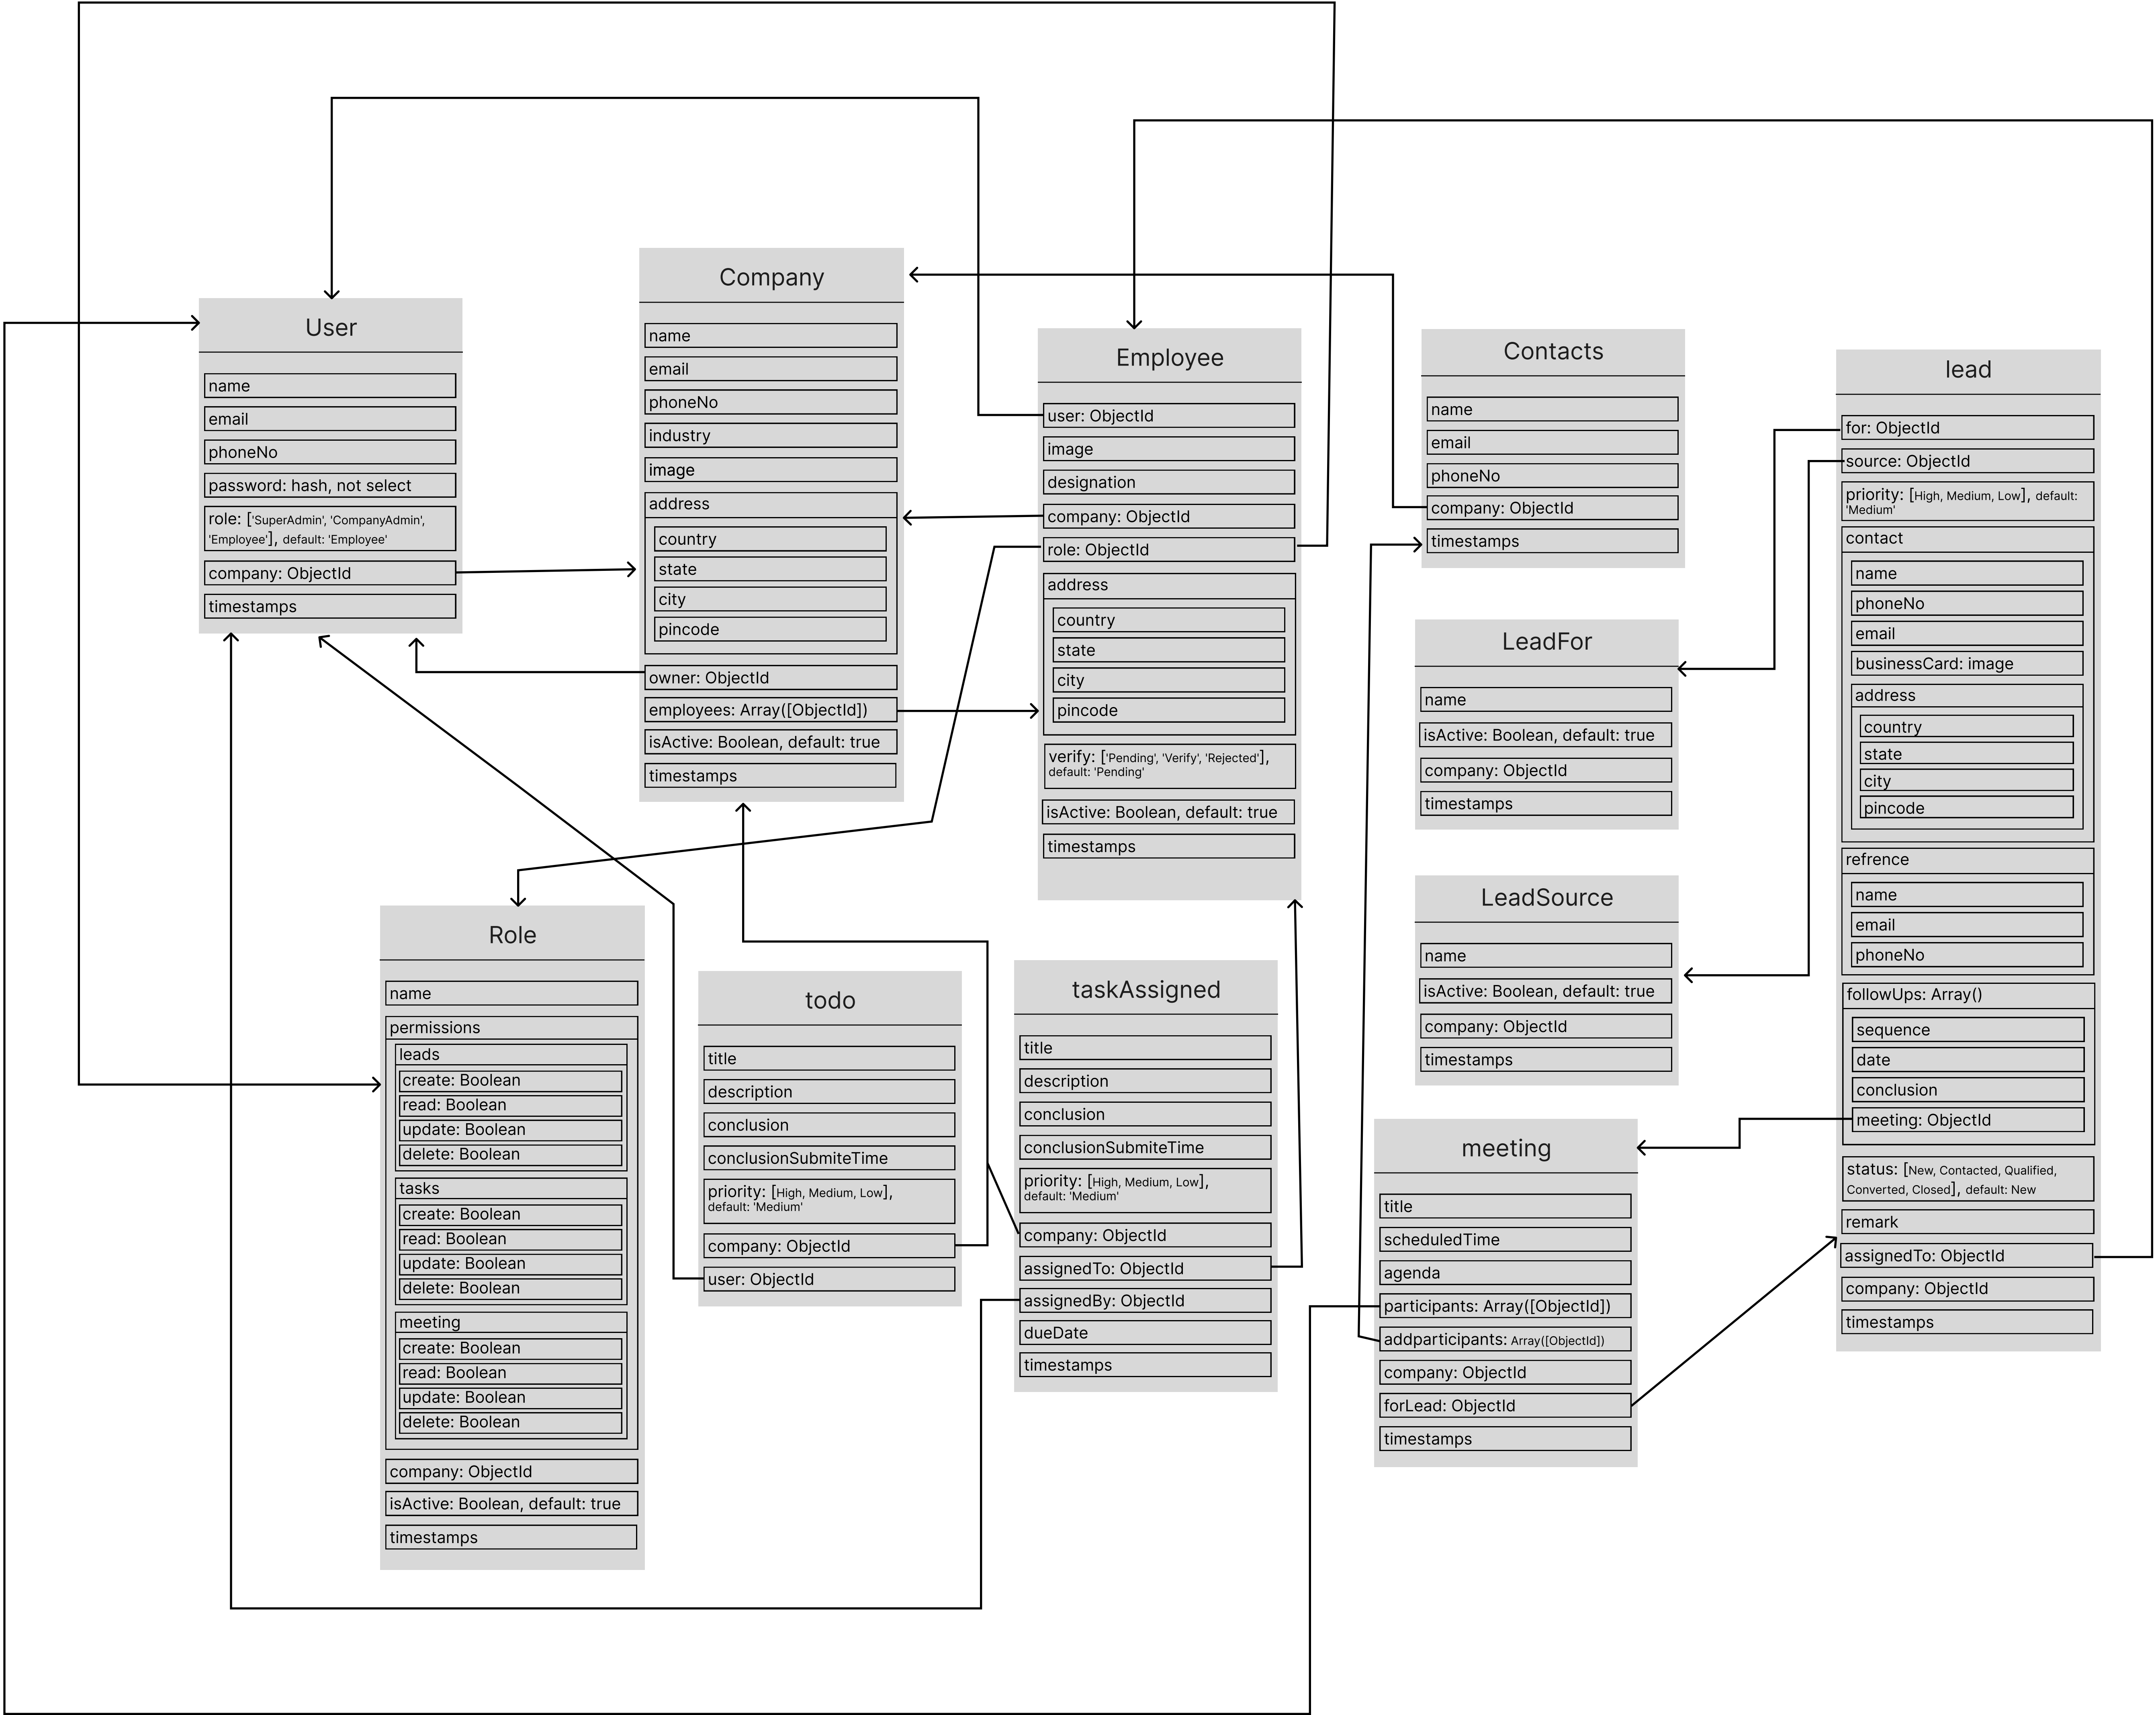 User
name
email
phoneNo
password: hash, not select
role: ['SuperAdmin', 'CompanyAdmin',
'Employee'], default: 'Employee'
company: ObjectId
timestamps
Company
name
email
phoneNo
industry
image
address
country
state
city
pincode
owner: ObjectId
employees: Array([ObjectId])
isActive: Boolean, default: true
timestamps
Employee
user: ObjectId
image
designation
company: ObjectId
role: ObjectId
address
country
state
city
pincode
verify: ['Pending', 'Verify', 'Rejected'],
default: 'Pending'
isActive: Boolean, default: true
timestamps
Contacts
name
email
phoneNo
company: ObjectId
timestamps
LeadFor
name
isActive: Boolean, default: true
company: ObjectId
timestamps
LeadSource
name
isActive: Boolean, default: true
company: ObjectId
timestamps
lead
for: ObjectId
source: ObjectId
priority: [High, Medium, Low], default:
'Medium'
contact
name
phoneNo
email
businessCard: image
address
country
state
city
pincode
refrence
name
email
phoneNo
followUps: Array()
sequence
date
conclusion
meeting: ObjectId
status: [New, Contacted, Qualified,
Converted, Closed], default: New
remark
assignedTo: ObjectId
company: ObjectId
timestamps
Role
name
permissions
leads
create: Boolean
read: Boolean
update: Boolean
delete: Boolean
tasks
create: Boolean
read: Boolean
update: Boolean
delete: Boolean
meeting
create: Boolean
read: Boolean
update: Boolean
delete: Boolean
company: ObjectId
isActive: Boolean, default: true
timestamps
todo
title
description
conclusion
conclusionSubmiteTime
priority: [High, Medium, Low],
default: 'Medium'
company: ObjectId
user: ObjectId
taskAssigned
title
description
conclusion
conclusionSubmiteTime
priority: [High, Medium, Low],
default: 'Medium'
company: ObjectId
assignedTo: ObjectId
assignedBy: ObjectId
dueDate
timestamps
meeting
title
scheduledTime
agenda
participants: Array([ObjectId])
addparticipants: Array([ObjectId])
company: ObjectId
forLead: ObjectId
timestamps